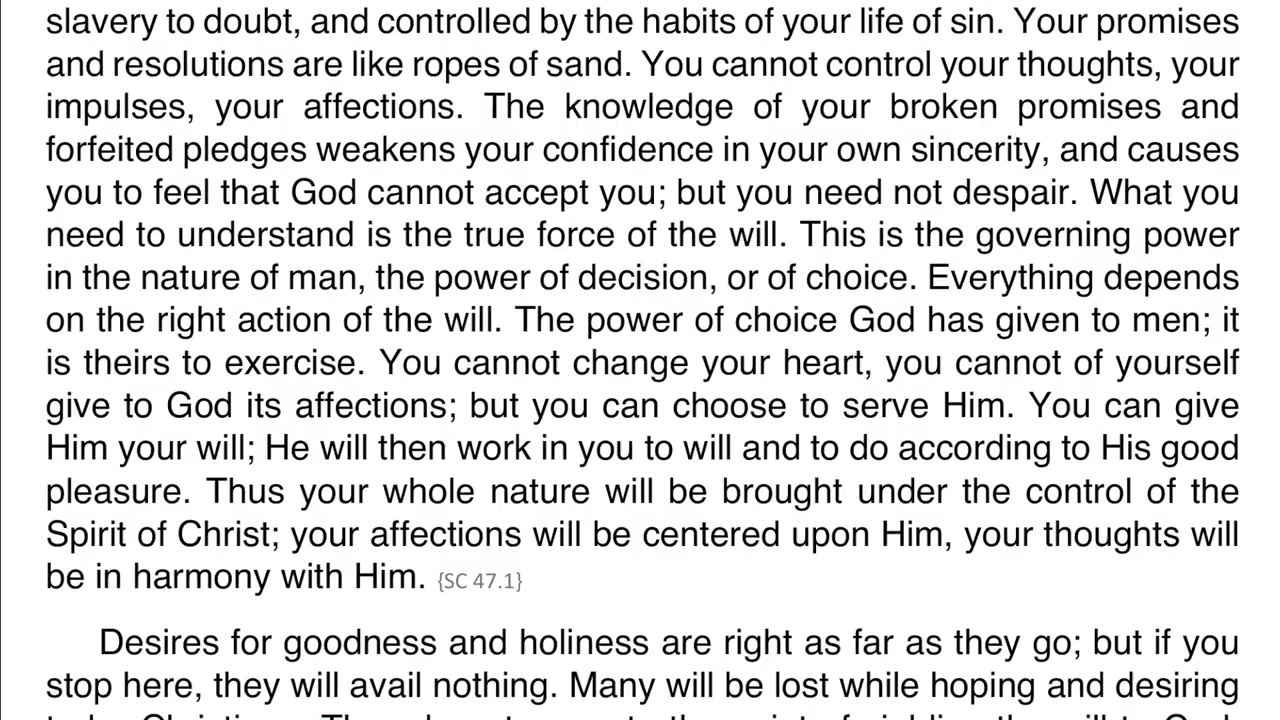 slavery to doubt, and controlled by the habits of your life of sin. Your promises
and resolutions are like ropes of sand. You cannot control your thoughts, your
impulses, your affections. The knowledge of your broken promises and
forfeited pledges weakens your confidence in your own sincerity, and causes
you to feel that God cannot accept you; but you need not despair. What you
need to understand is the true force of the will. This is the governing power
in the nature of man, the power of decision, or of choice. Everything depends
on the right action of the will. The power of choice God has given to men; it
is theirs to exercise. You cannot change your heart, you cannot of yourself
give to God its affections; but you can choose to serve Him. You can give
Him your will; He will then work in you to will and to do according to His good
pleasure. Thus your whole nature will be brought under the control of the
Spirit of Christ; your affections will be centered upon Him, your thoughts will
be in harmony with Him. {SC 47.1}
Desires for goodness and holiness are right as far as they go; but if you
stop here, they will avail nothing. Many will be lost while hoping and desiring